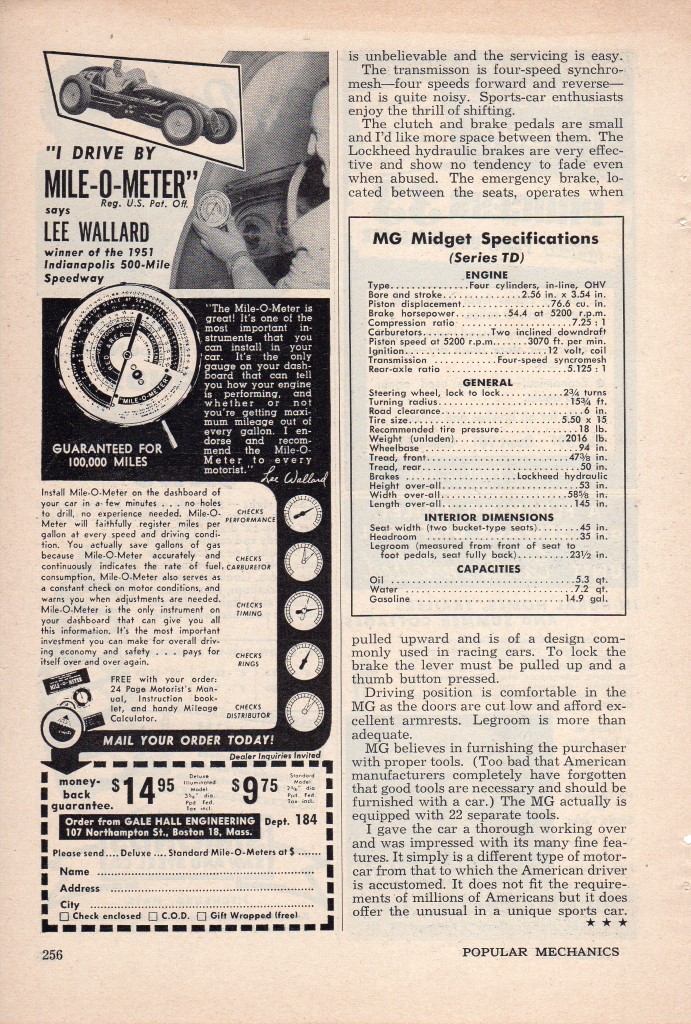 "I DRIVE BY
MILE-O-METER"
Reg. U.S. Pat. Off.
says
LEE WALLARD
winner of the 1951
Indianapolis 500-Mile
Speedway
"The Mile-O-Meter is
great! It's one of the
most important in-
struments that you
can install in your
car. It's the only
gauge on your dash-
board that can tell
you how your engine
is performing, and
whether or not
you're getting maxi-
mum mileage out of
every gallon. I en-
dorse and recom-
mend the Mile-O-
Meter to every
motorist."
Lee Wallard
MILE-O-METER
GUARANTEED FOR
100,000 MILES
Install Mile-O-Meter on the dashboard of
your car in a few minutes . . . no holes
to drill, no experience needed. Mile-O-
Meter will faithfully register miles per
gallon at every speed and driving condi-
tion. You actually save gallons of gas
because Mile-O-Meter accurately and
continuously indicates the rate of fuel
consumption. Mile-O-Meter also serves as
a constant check on motor conditions, and
warns you when adjustments are needed.
Mile-O-Meter is the only instrument on
your dashboard that can give you all
this information. It's the most important
investment you can make for overall driv-
ing economy and safety . . . pays for
itself over and over again.
CHECKS
PERFORMANCE
CHECKS
CARBURETOR
CHECKS
TIMING
CHECKS
RINGS
CHECKS
DISTRIBUTOR
FREE with your order:
24 Page Motorist's Man-
ual, Instruction book-
let, and handy Mileage
Calculator.
MAIL YOUR ORDER TODAY!
Dealer Inquiries Invited
money-
back
guarantee.
$14 95
Deluxe
Illuminated
Model
3⅜" dia.
Ppd Fed.
Tax incl.
$9 75
Standard
Model
2⅝" dia
Ppd. Fed.
Tax incl.
Order from GALE HALL ENGINEERING Dept. 184
107 Northampton St., Boston 18, Mass.
Please send .... Deluxe .... Standard Mile-O-Meters at $ .......
Name
Address
City
☐ Check enclosed ☐ C.O.D. ☐ Gift Wrapped (free)
256
is unbelievable and the servicing is easy.
The transmisson is four-speed synchro-
mesh—four speeds forward and reverse—
and is quite noisy. Sports-car enthusiasts
enjoy the thrill of shifting.
The clutch and brake pedals are small
and I'd like more space between them. The
Lockheed hydraulic brakes are very effec-
tive and show no tendency to fade even
when abused. The emergency brake, lo-
cated between the seats, operates when
MG Midget Specifications
(Series TD)
ENGINE
Type...............Four cylinders, in-line, OHV
Bore and stroke...............2.56 in. x 3.54 in.
Piston displacement..................76.6 cu. in.
Brake horsepower..........54.4 at 5200 r.p.m.
Compression ratio ......................7.25 : 1
Carburetors..............Two inclined downdraft
Piston speed at 5200 r.p.m.......3070 ft. per min.
Ignition..........................12 volt, coil
Transmission ............Four-speed syncromesh
Rear-axle ratio .......................5.125 : 1
GENERAL
Steering wheel, lock to lock..............2¾ turns
Turning radius..........................15¾ ft.
Road clearance............................6 in.
Tire size.............................5.50 x 15
Recommended tire pressure..............18 lb.
Weight (unladen)......................2016 lb.
Wheelbase .............................94 in.
Tread, front...........................47⅜ in.
Tread, rear.............................50 in.
Brakes ....................Lockheed hydraulic
Height over-all..........................53 in.
Width over-all.........................58⅝ in.
Length over-all.........................145 in.
INTERIOR DIMENSIONS
Seat width (two bucket-type seats)........45 in.
Headroom ..............................35 in.
Legroom (measured from front of seat to
foot pedals, seat fully back)..........23½ in.
CAPACITIES
Oil ...................................5.3 qt.
Water .................................7.2 qt.
Gasoline .............................14.9 gal.
pulled upward and is of a design com-
monly used in racing cars. To lock the
brake the lever must be pulled up and a
thumb button pressed.
Driving position is comfortable in the
MG as the doors are cut low and afford ex-
cellent armrests. Legroom is more than
adequate.
MG believes in furnishing the purchaser
with proper tools. (Too bad that American
manufacturers completely have forgotten
that good tools are necessary and should be
furnished with a car.) The MG actually is
equipped with 22 separate tools.
I gave the car a thorough working over
and was impressed with its many fine fea-
tures. It simply is a different type of motor-
car from that to which the American driver
is accustomed. It does not fit the require-
ments of millions of Americans but it does
offer the unusual in a unique sports car.
★ ★ ★
POPULAR MECHANICS